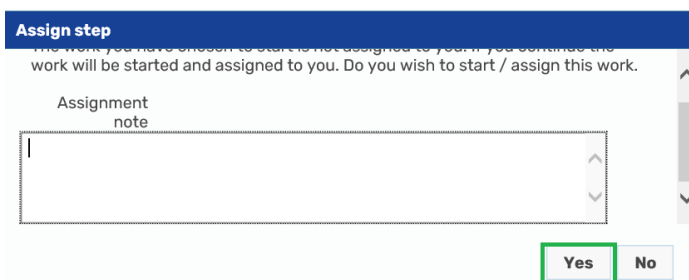 Assign step
The work you have chosen to start is not assigned to you. If you continue the
work will be started and assigned to you. Do you wish to start / assign this work.
Assignment
note
Yes No